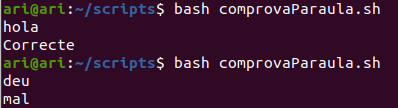 ari@ari:~/scripts$ bash comprovaParaula.sh
hola
Correcte
ari@ari:~/scripts$ bash comprovaParaula.sh
deu
mal